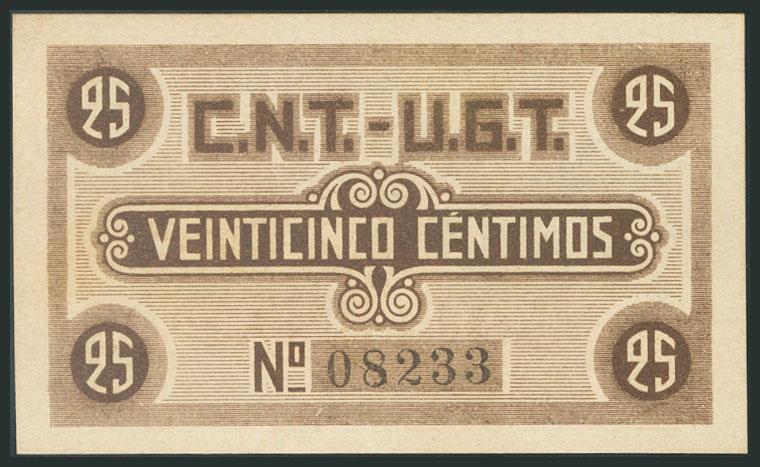 25 25
C.N.T.-U.G.T.
VEINTICINCO CÉNTIMOS
25 Nº 08233 25